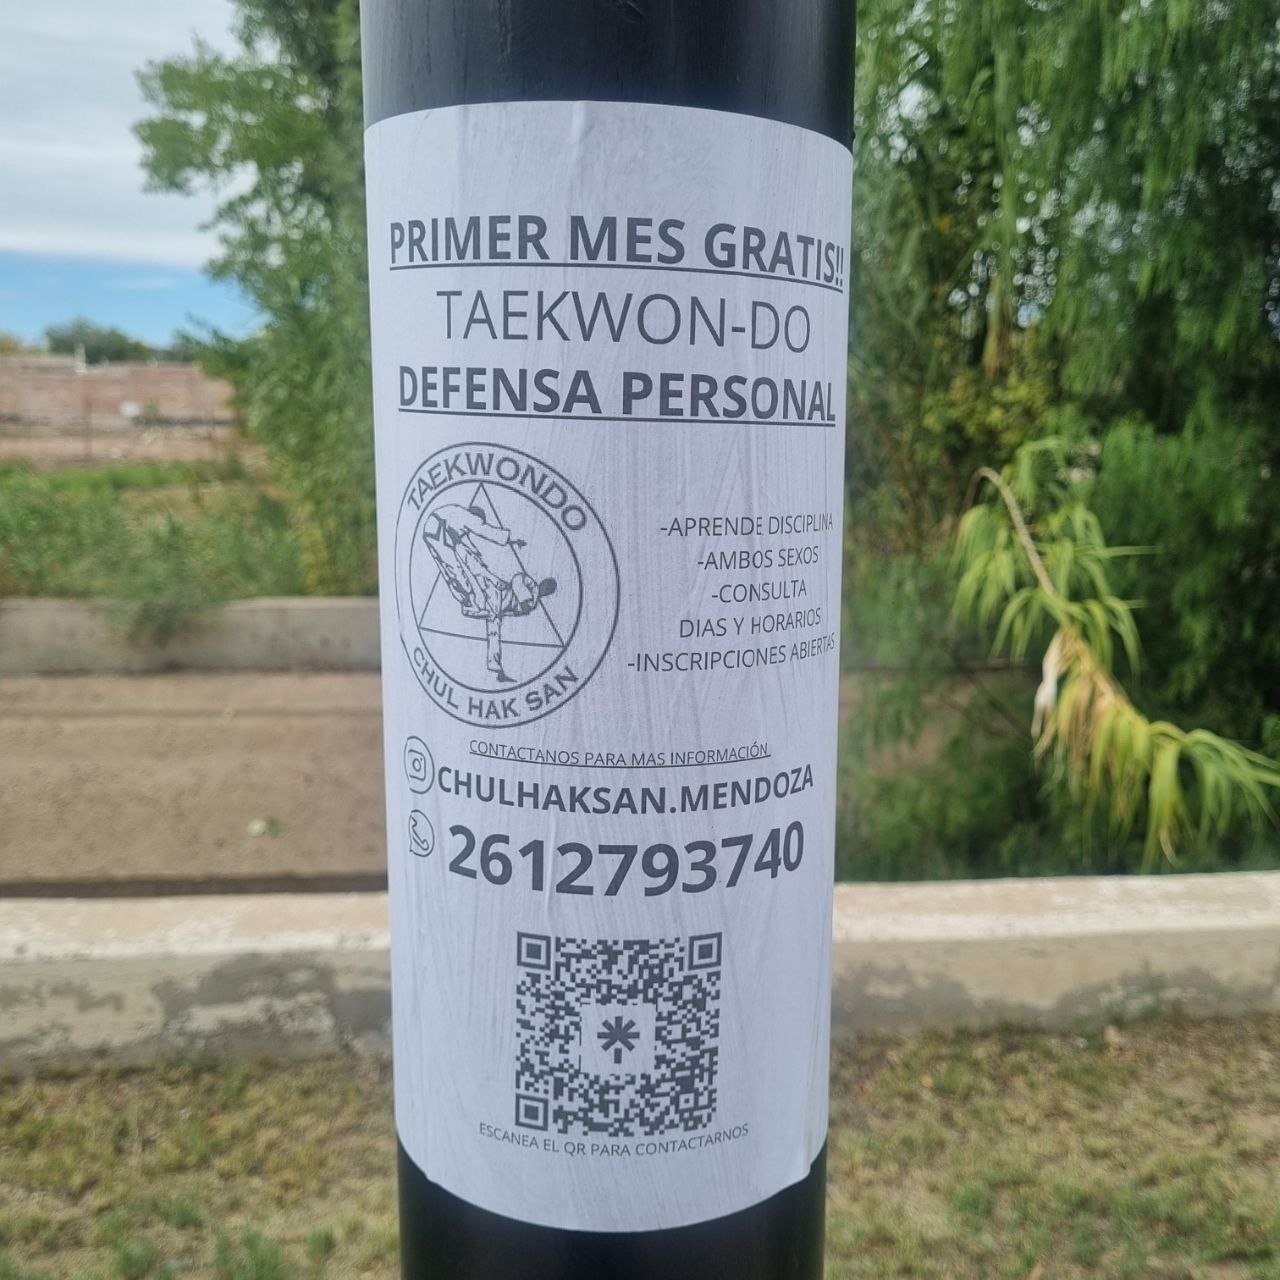 PRIMER MES GRATIS!!
TAEKWON-DO
DEFENSA PERSONAL
TAEKWONDO
CHUL HAK SAN
-APRENDE DISCIPLINA
-AMBOS SEXOS
-CONSULTA
DIAS Y HORARIOS
-INSCRIPCIONES ABIERTAS
CONTACTANOS PARA MAS INFORMACIÓN
CHULHAKSAN.MENDOZA
2612793740
ESCANEA EL QR PARA CONTACTARNOS